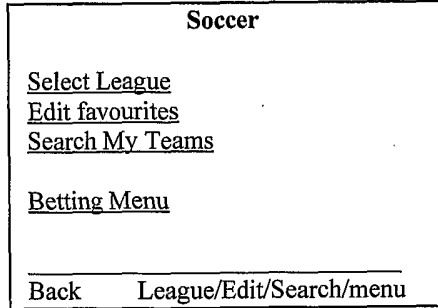 Soccer
Select League
Edit favourites
Search My Teams
Betting Menu
Back League/Edit/Search/menu